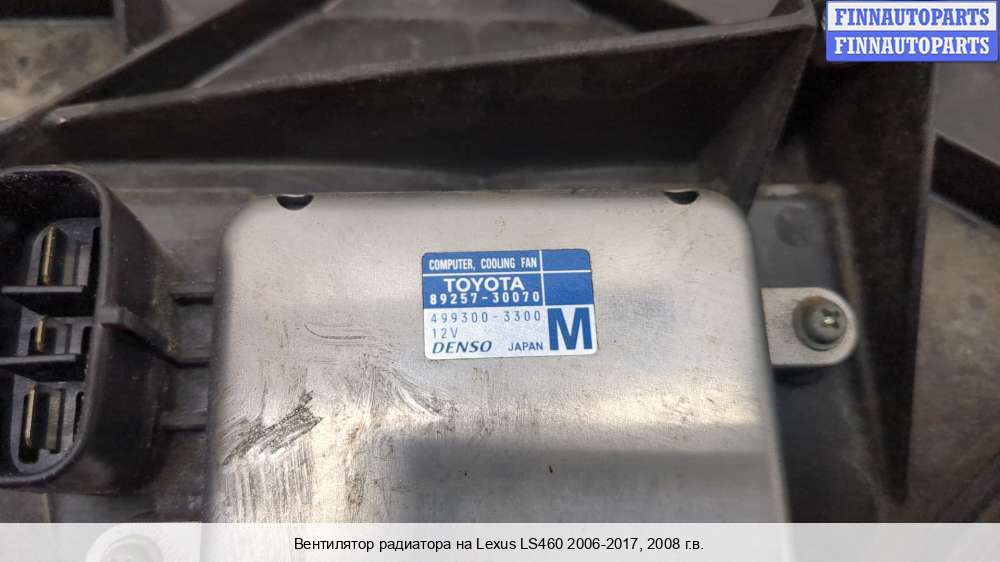 FINNAUTOPARTS
FINNAUTOPARTS
COMPUTER, COOLING FAN
TOYOTA
89257-30070
499300-3300
12V
M
DENSO JAPAN
Вентилятор радиатора на Lexus LS460 2006-2017, 2008 г.в.